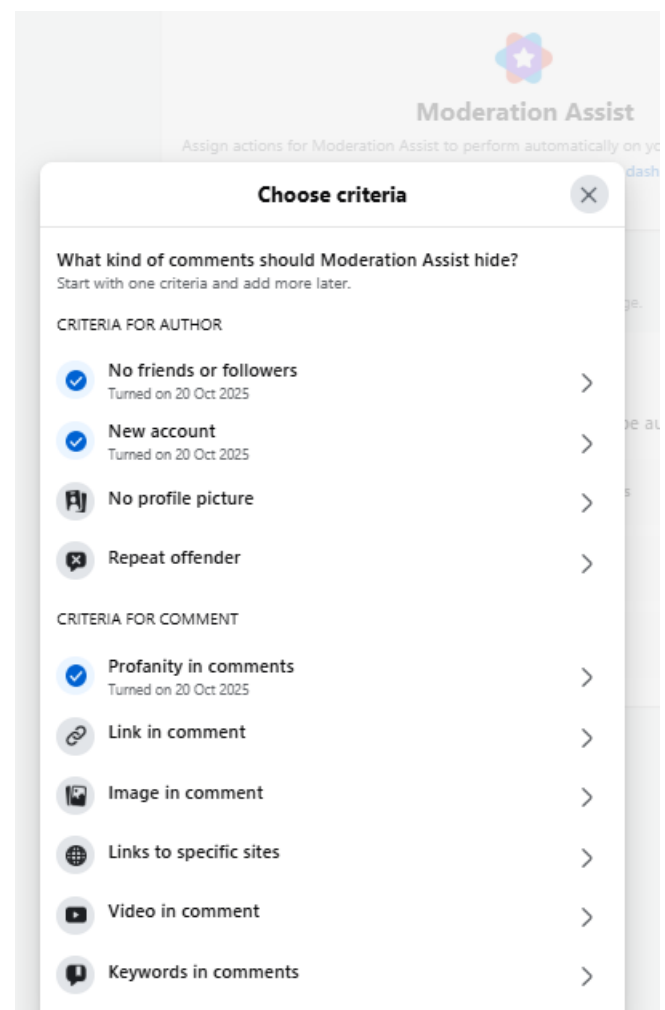 Moderation Assist
Assign actions for Moderation Assist to perform automatically on yo
dash
Choose criteria
What kind of comments should Moderation Assist hide?
Start with one criteria and add more later.
ge.
CRITERIA FOR AUTHOR
No friends or followers
Turned on 20 Oct 2025
New account
Turned on 20 Oct 2025
be au
No profile picture
s
Repeat offender
CRITERIA FOR COMMENT
Profanity in comments
Turned on 20 Oct 2025
Link in comment
Image in comment
Links to specific sites
Video in comment
Keywords in comments